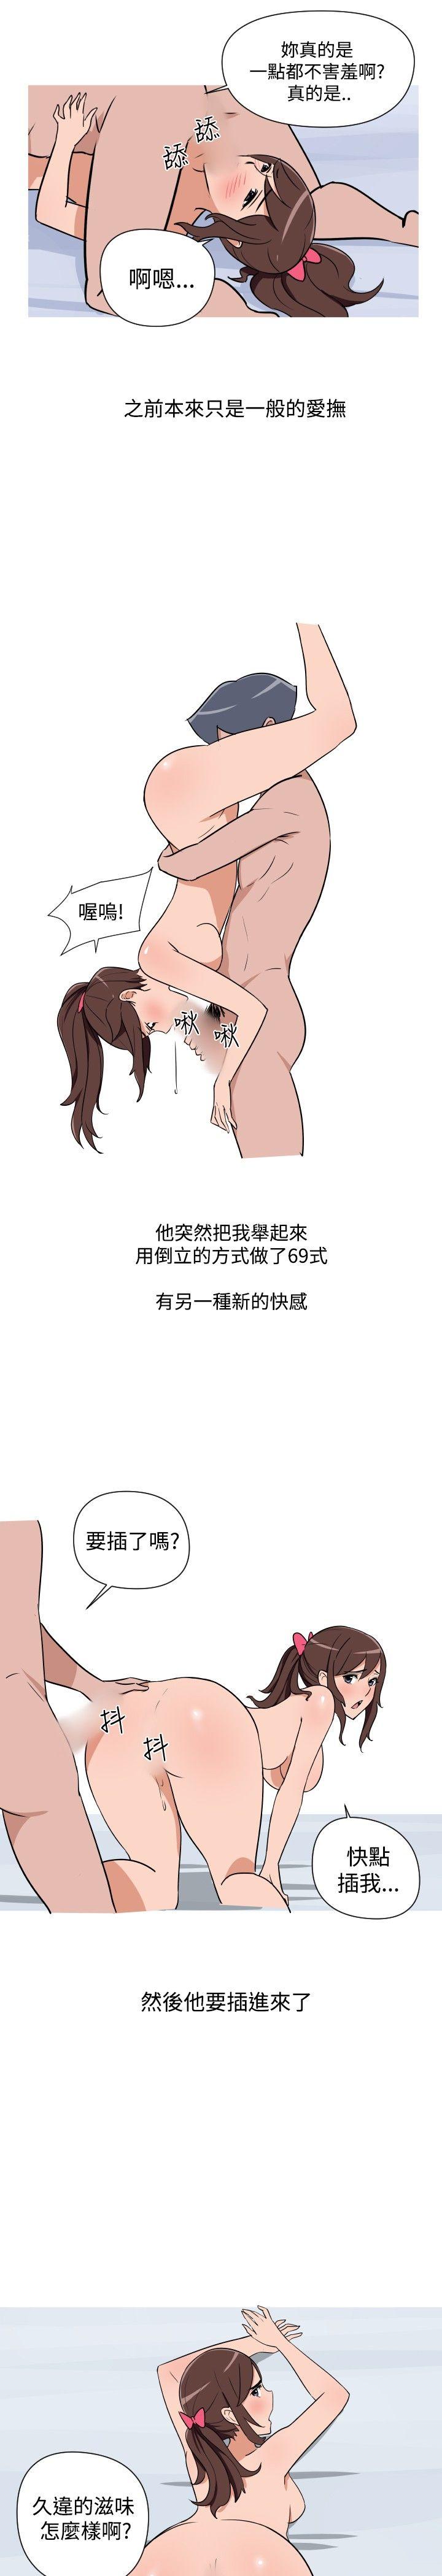 妳真的是
一點都不害羞啊?
真的是..
舔
舔
啊嗯...
之前本來只是一般的愛撫
喔嗚!
啾
啾
他突然把我舉起來
用倒立的方式做了69式
有另一種新的快感
要插了嗎?
抖
抖
快點
插我...
然後他要插進來了
久違的滋味
怎麼樣啊?